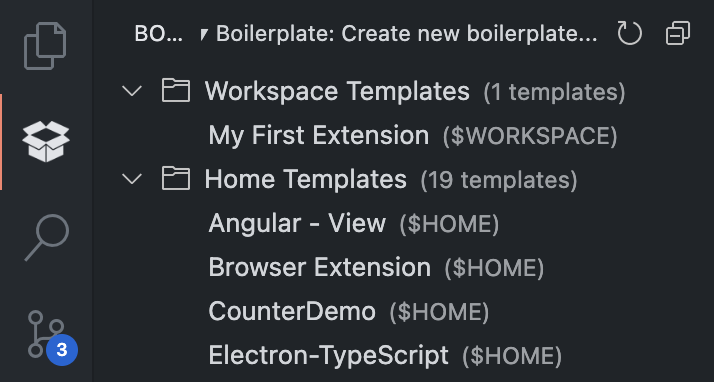 BO... Boilerplate: Create new boilerplate...
Workspace Templates (1 templates)
My First Extension ($WORKSPACE)
Home Templates (19 templates)
Angular - View ($HOME)
Browser Extension ($HOME)
CounterDemo ($HOME)
Electron-TypeScript ($HOME)
3